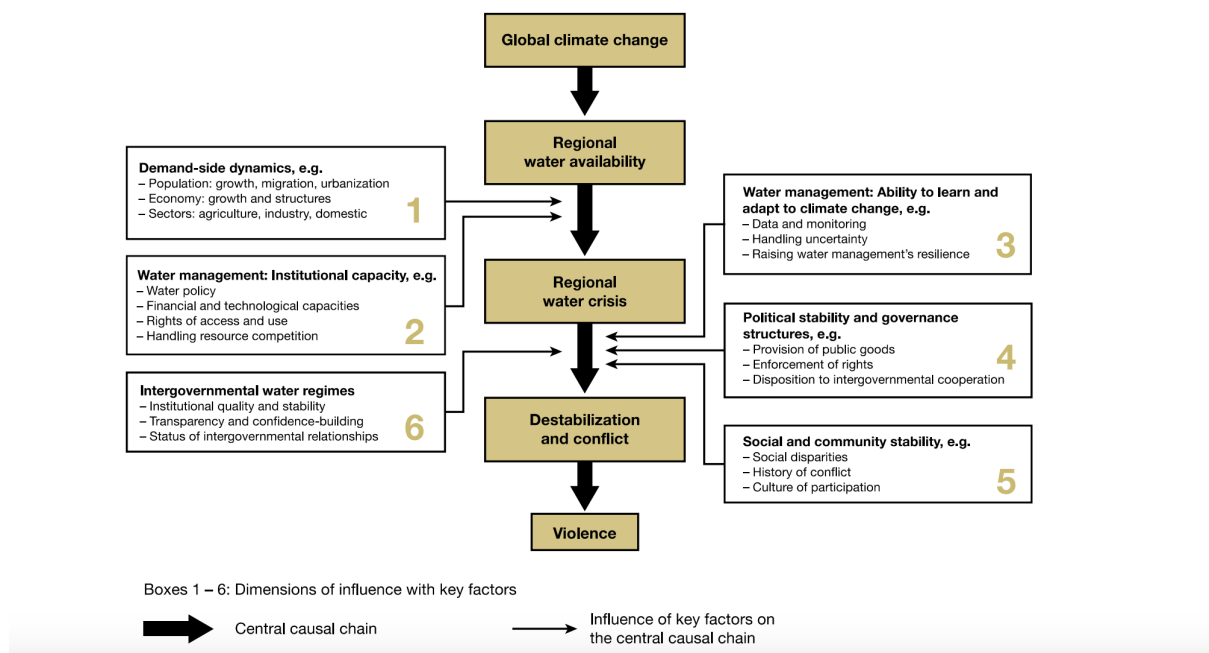 Global climate change
Regional
water availability
Demand-side dynamics, e.g.
– Population: growth, migration, urbanization
– Economy: growth and structures
– Sectors: agriculture, industry, domestic
1
Water management: Ability to learn and
adapt to climate change, e.g.
– Data and monitoring
– Handling uncertainty
– Raising water management’s resilience
3
Water management: Institutional capacity, e.g.
– Water policy
– Financial and technological capacities
– Rights of access and use
– Handling resource competition
2
Regional
water crisis
Political stability and governance
structures, e.g.
– Provision of public goods
– Enforcement of rights
– Disposition to intergovernmental cooperation
4
Intergovernmental water regimes
– Institutional quality and stability
– Transparency and confidence-building
– Status of intergovernmental relationships
6
Destabilization
and conflict
Social and community stability, e.g.
– Social disparities
– History of conflict
– Culture of participation
5
Violence
Boxes 1 – 6: Dimensions of influence with key factors
Central causal chain
Influence of key factors on
the central causal chain